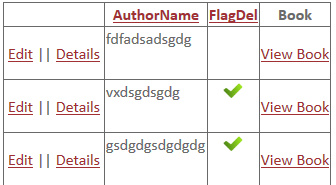 AuthorName FlagDel Book
Edit || Details fdfadsadsgdg View Book
Edit || Details vxdsgdsgdg View Book
Edit || Details gsdgdgsdgdgdg View Book